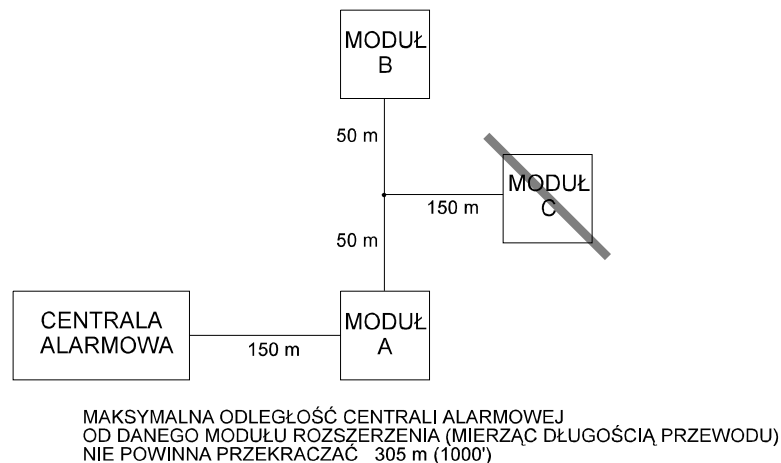 MODUŁ
B
50 m
MODUŁ
C
150 m
50 m
CENTRALA
ALARMOWA
150 m
MODUŁ
A
MAKSYMALNA ODLEGŁOŚĆ CENTRALI ALARMOWEJ
OD DANEGO MODUŁU ROZSZERZENIA (MIERZĄC DŁUGOŚCIĄ PRZEWODU)
NIE POWINNA PRZEKRACZAĆ 305 m (1000')